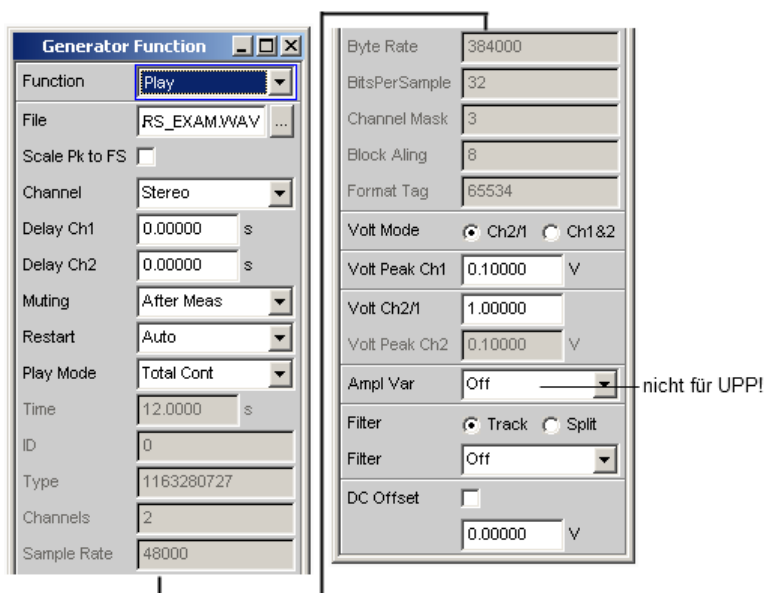 Generator Function
Function Play
File RS_EXAM.WAV ...
Scale Pk to FS
Channel Stereo
Delay Ch1 0.00000 s
Delay Ch2 0.00000 s
Muting After Meas
Restart Auto
Play Mode Total Cont
Time 12.0000 s
ID 0
Type 1163280727
Channels 2
Sample Rate 48000
Byte Rate 384000
BitsPerSample 32
Channel Mask 3
Block Aling 8
Format Tag 65534
Volt Mode Ch2/1 Ch1&2
Volt Peak Ch1 0.10000 V
Volt Ch2/1 1.00000
Volt Peak Ch2 0.10000 V
Ampl Var Off nicht für UPP!
Filter Track Split
Filter Off
DC Offset
0.00000 V